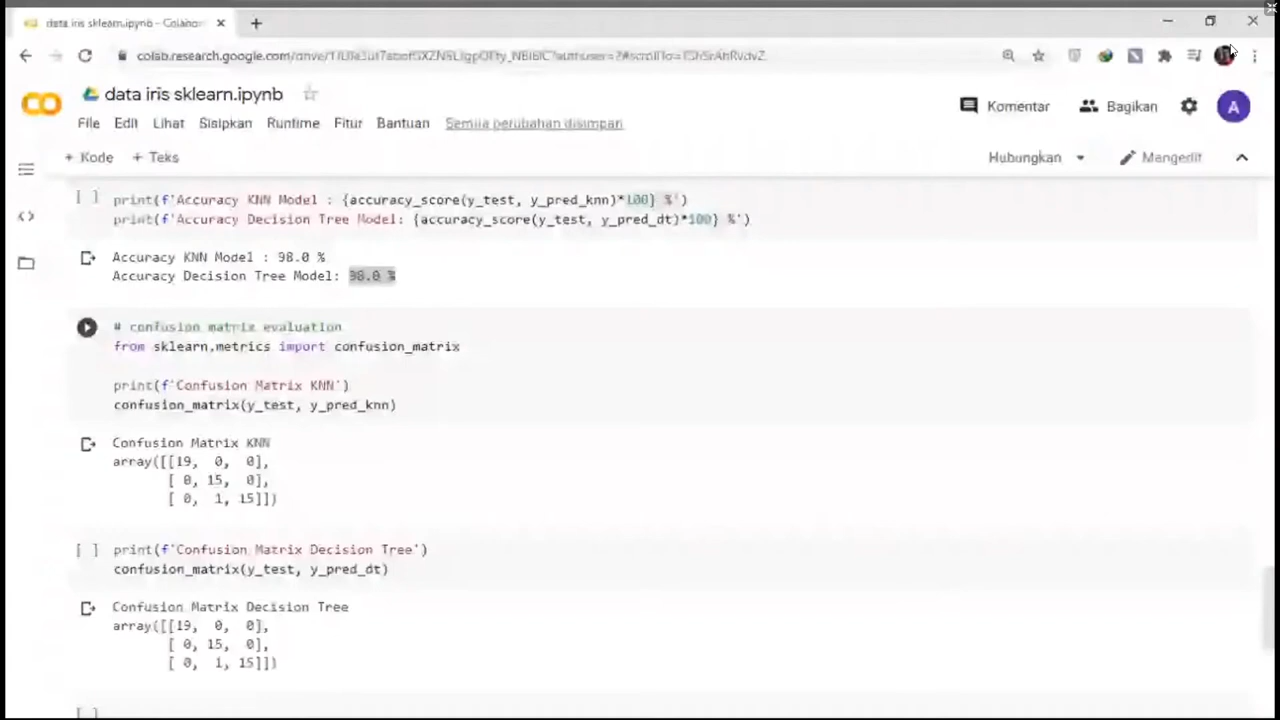 data iris sklearn.ipynb - Colabor
data iris sklearn.ipynb
Komentar
Bagikan
A
File Edit Lihat Sisipkan Runtime Fitur Bantuan Semua perubahan disimpan
+ Kode + Teks
Hubungkan
Mengedit
[ ] print(f'Accuracy KNN Model : {accuracy_score(y_test, y_pred_knn)*100} %')
print(f'Accuracy Decision Tree Model: {accuracy_score(y_test, y_pred_dt)*100} %')
Accuracy KNN Model : 98.0 %
Accuracy Decision Tree Model: 98.0 %
# confusion matrix evaluation
from sklearn.metrics import confusion_matrix
print(f'Confusion Matrix KNN')
confusion_matrix(y_test, y_pred_knn)
Confusion Matrix KNN
array([[19, 0, 0],
[ 0, 15, 0],
[ 0, 1, 15]])
[ ] print(f'Confusion Matrix Decision Tree')
confusion_matrix(y_test, y_pred_dt)
Confusion Matrix Decision Tree
array([[19, 0, 0],
[ 0, 15, 0],
[ 0, 1, 15]])
[ ]